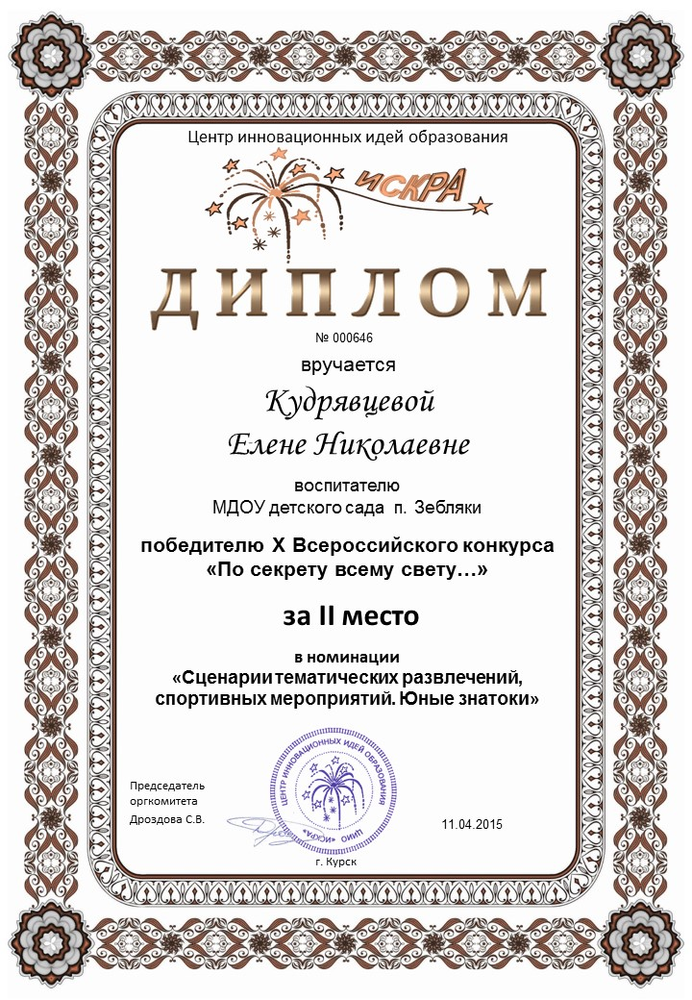 Центр инновационных идей образования
ИСКРА
ДИПЛОМ
№ 000646
вручается
Кудрявцевой
Елене Николаевне
воспитателю
МДОУ детского сада п. Зебляки
победителю X Всероссийского конкурса
«По секрету всему свету…»
за II место
в номинации
«Сценарии тематических развлечений,
спортивных мероприятий. Юные знатоки»
ЦЕНТР ИННОВАЦИОННЫХ ИДЕЙ ОБРАЗОВАНИЯ
ЦИИО «ИСКРА»
Председатель
оргкомитета
Дроздова С.В.
11.04.2015
г. Курск